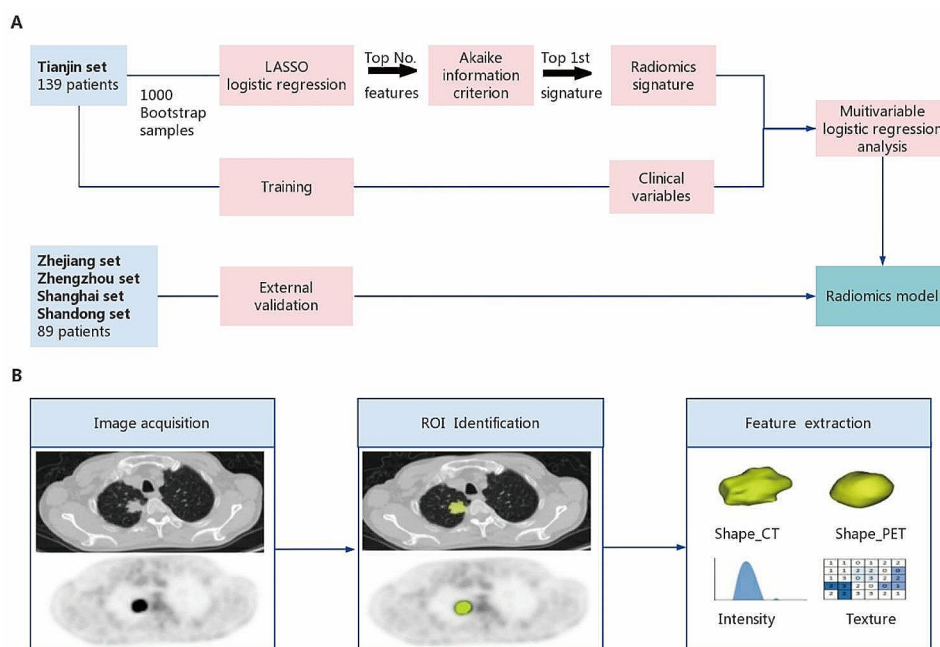 A
Tianjin set
139 patients
1000
Bootstrap
samples
LASSO
logistic regression
Top No.
features
Akaike
information
criterion
Top 1st
signature
Radiomics
signature
Muitivariable
logistic regression
analysis
Training
Clinical
variables
Zhejiang set
Zhengzhou set
Shanghai set
Shandong set
89 patients
External
validation
Radiomics model
B
Image acquisition
ROI Identification
Feature extraction
Shape_CT
Shape_PET
Intensity
Texture